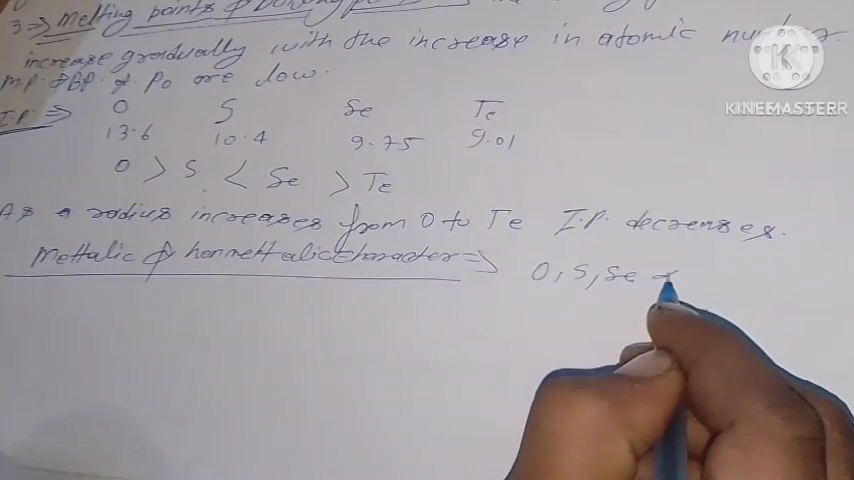 3 ⇒ Melting points &
increase gradually with the increase in atomic number.
M.P. & B.P. of Po are low.
I.P. ⇒ O S Se Te
13.6 10.4 9.75 9.01
O > S < Se > Te
As a radius increases from O to Te I.P. decreases.
Mettalic & nonmettalic character ⇒ O, S, Se
KINEMASTER